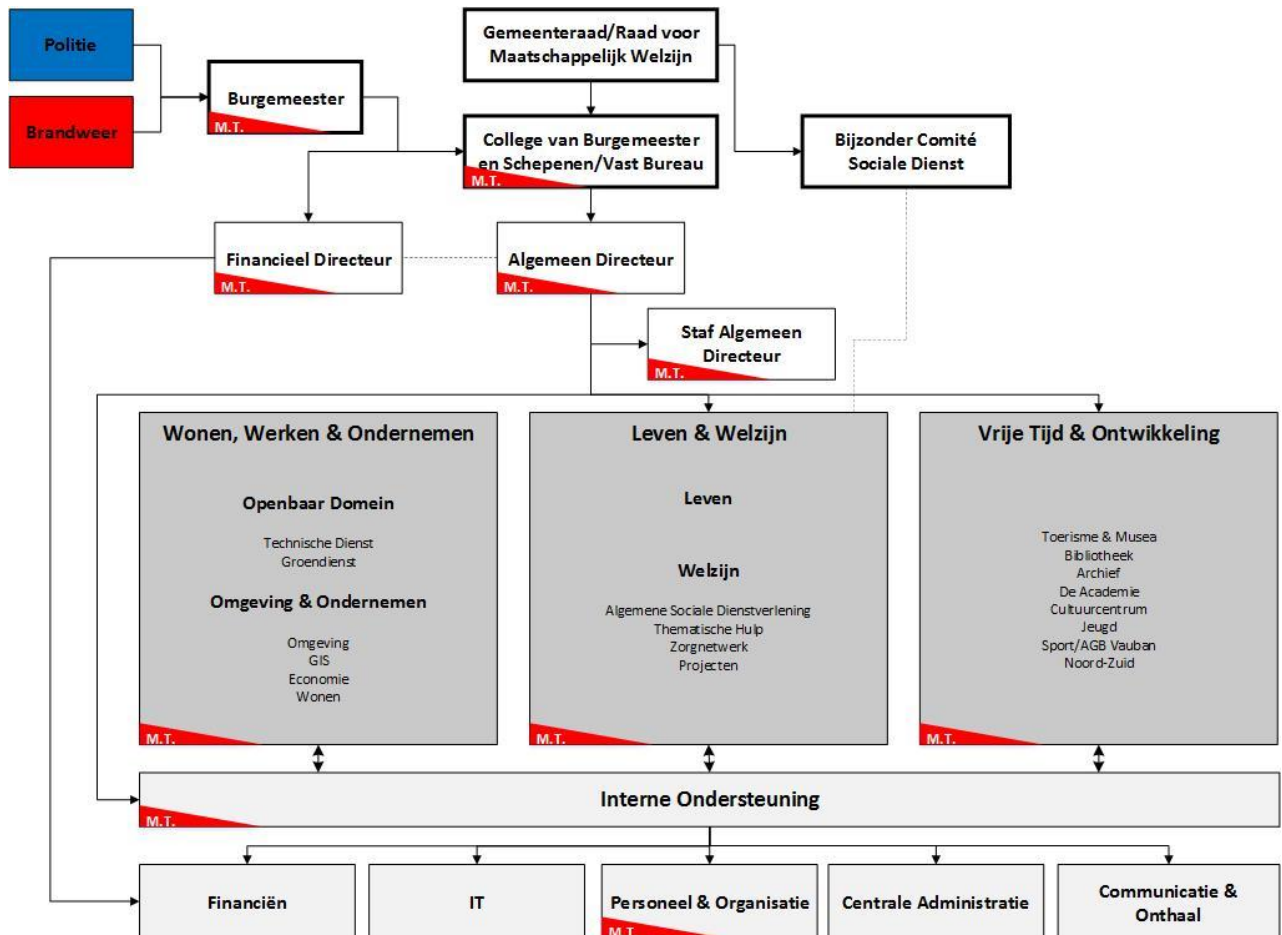 Politie
Brandweer
Burgemeester
M.T.
Gemeenteraad/Raad voor
Maatschappelijk Welzijn
College van Burgemeester
en Schepenen/Vast Bureau
M.T.
Bijzonder Comité
Sociale Dienst
Financieel Directeur
M.T.
Algemeen Directeur
M.T.
Staf Algemeen
Directeur
M.T.
Wonen, Werken & Ondernemen
Openbaar Domein
Technische Dienst
Groendienst
Omgeving & Ondernemen
Omgeving
GIS
Economie
Wonen
M.T.
Leven & Welzijn
Leven
Welzijn
Algemene Sociale Dienstverlening
Thematische Hulp
Zorgnetwerk
Projecten
M.T.
Vrije Tijd & Ontwikkeling
Toerisme & Musea
Bibliotheek
Archief
De Academie
Cultuurcentrum
Jeugd
Sport/AGB Vauban
Noord-Zuid
M.T.
Interne Ondersteuning
M.T.
Financiën
IT
Personeel & Organisatie
M.T.
Centrale Administratie
Communicatie &
Onthaal